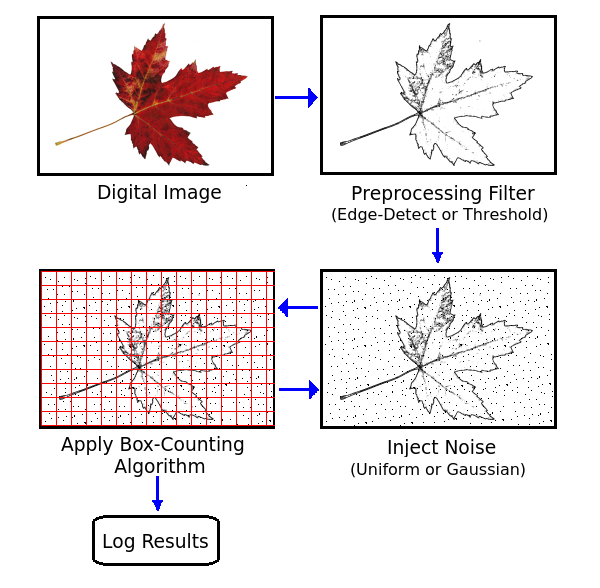 Digital Image
Preprocessing Filter
(Edge-Detect or Threshold)
Inject Noise
(Uniform or Gaussian)
Apply Box-Counting
Algorithm
Log Results